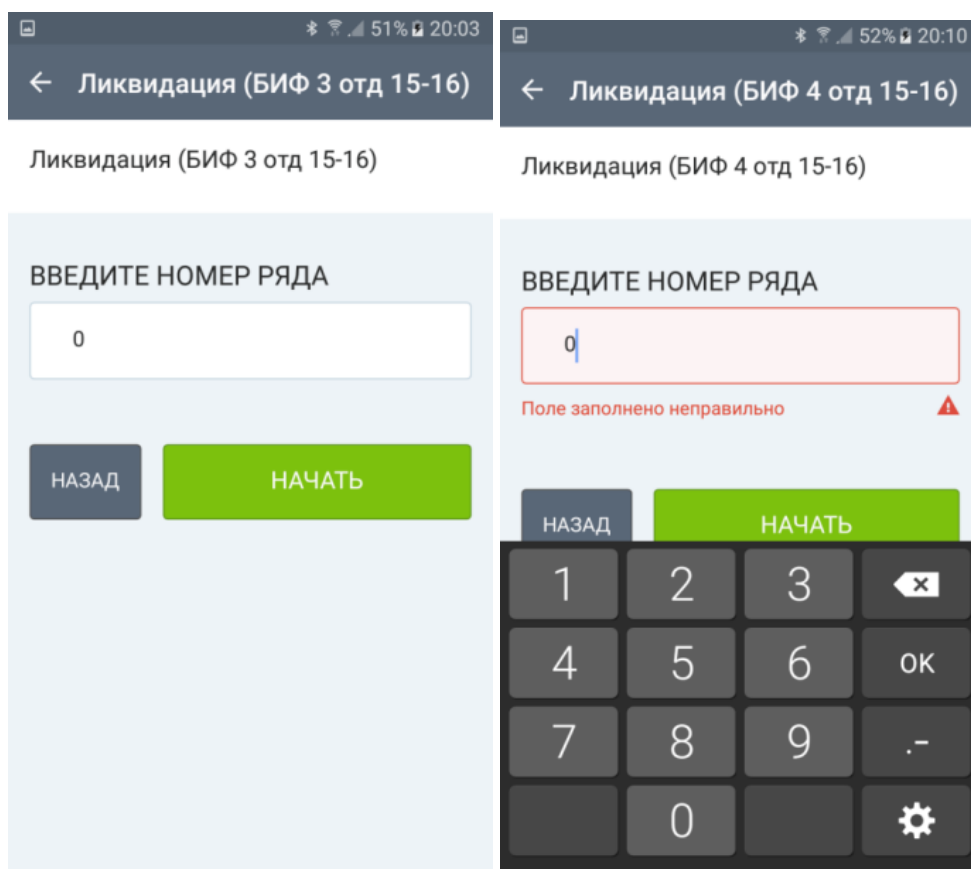 51% 20:03
Ликвидация (БИФ 3 отд 15-16)
Ликвидация (БИФ 3 отд 15-16)
ВВЕДИТЕ НОМЕР РЯДА
0
НАЗАД НАЧАТЬ
52% 20:10
Ликвидация (БИФ 4 отд 15-16)
Ликвидация (БИФ 4 отд 15-16)
ВВЕДИТЕ НОМЕР РЯДА
0
Поле заполнено неправильно
НАЗАД НАЧАТЬ
1 2 3
4 5 6 OK
7 8 9 .-
0